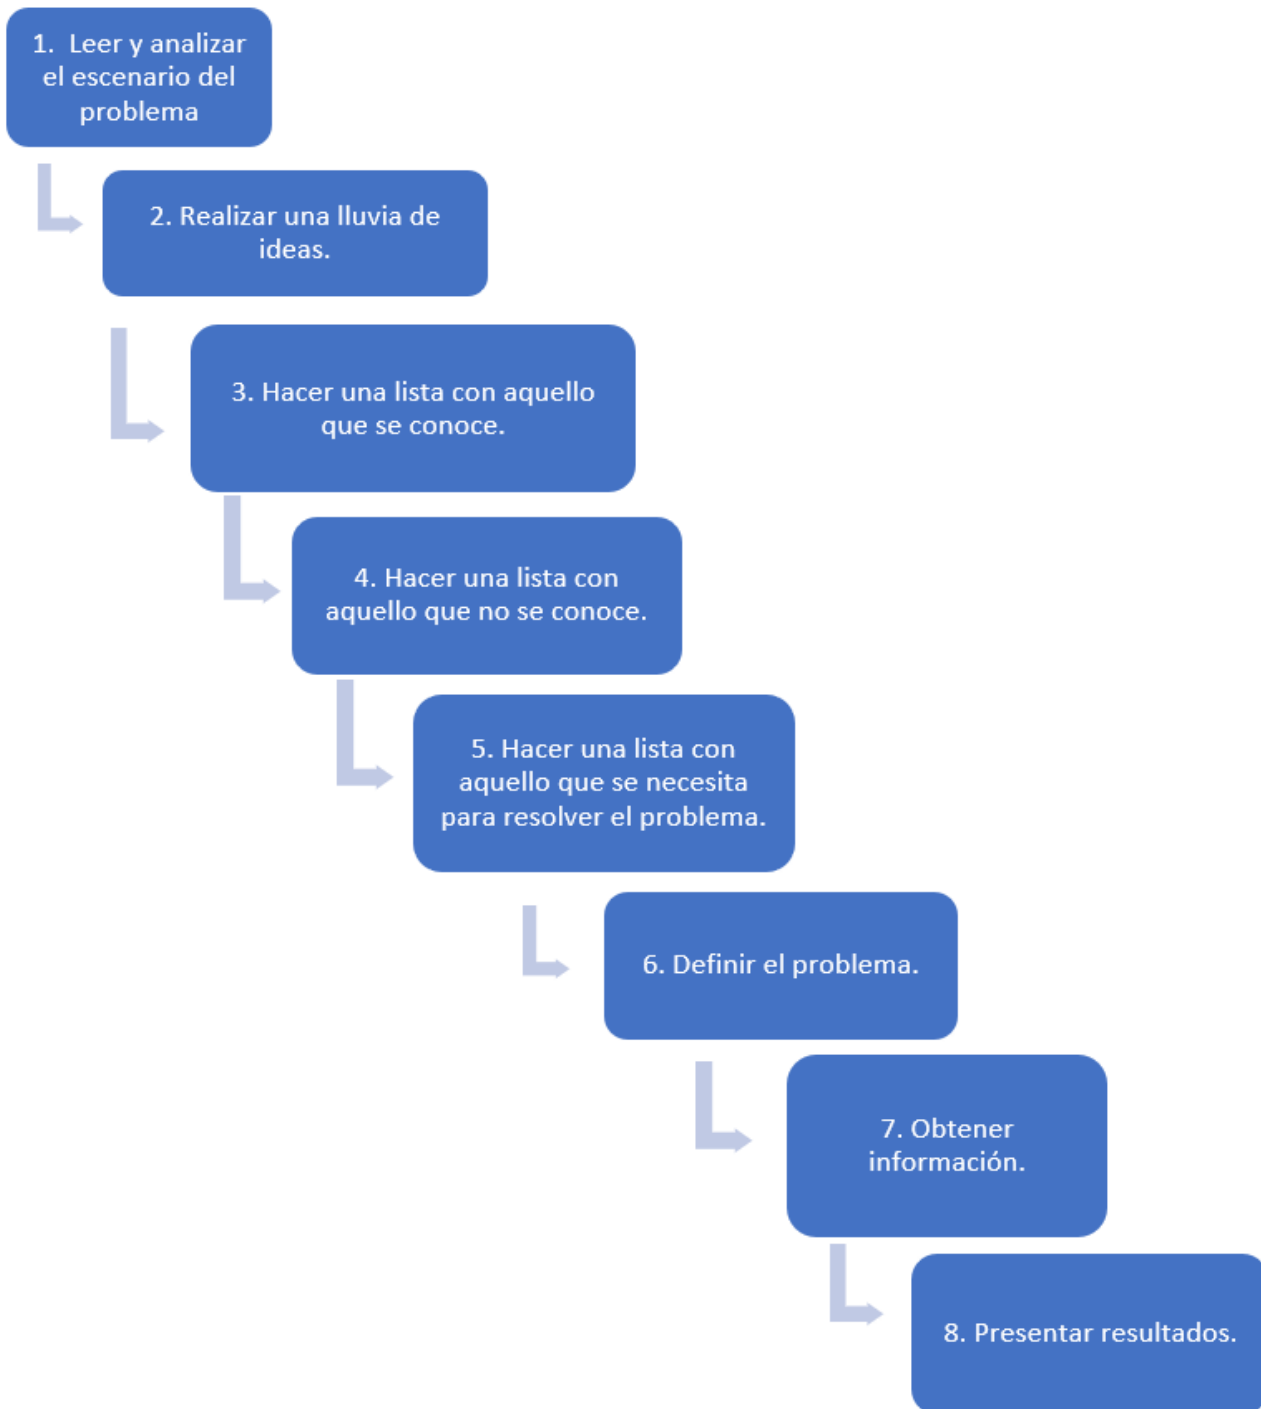 1. Leer y analizar
el escenario del
problema
2. Realizar una lluvia de
ideas.
3. Hacer una lista con aquello
que se conoce.
4. Hacer una lista con
aquello que no se conoce.
5. Hacer una lista con
aquello que se necesita
para resolver el problema.
6. Definir el problema.
7. Obtener
información.
8. Presentar resultados.